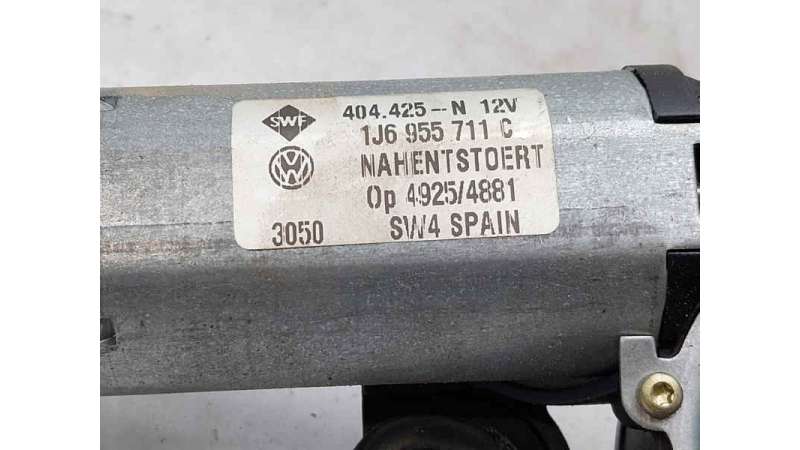 SWF 404.425--N 12V
1J6 955 711 C
NAHENTSTOERT
Op 4925/4881
3050 SW4 SPAIN